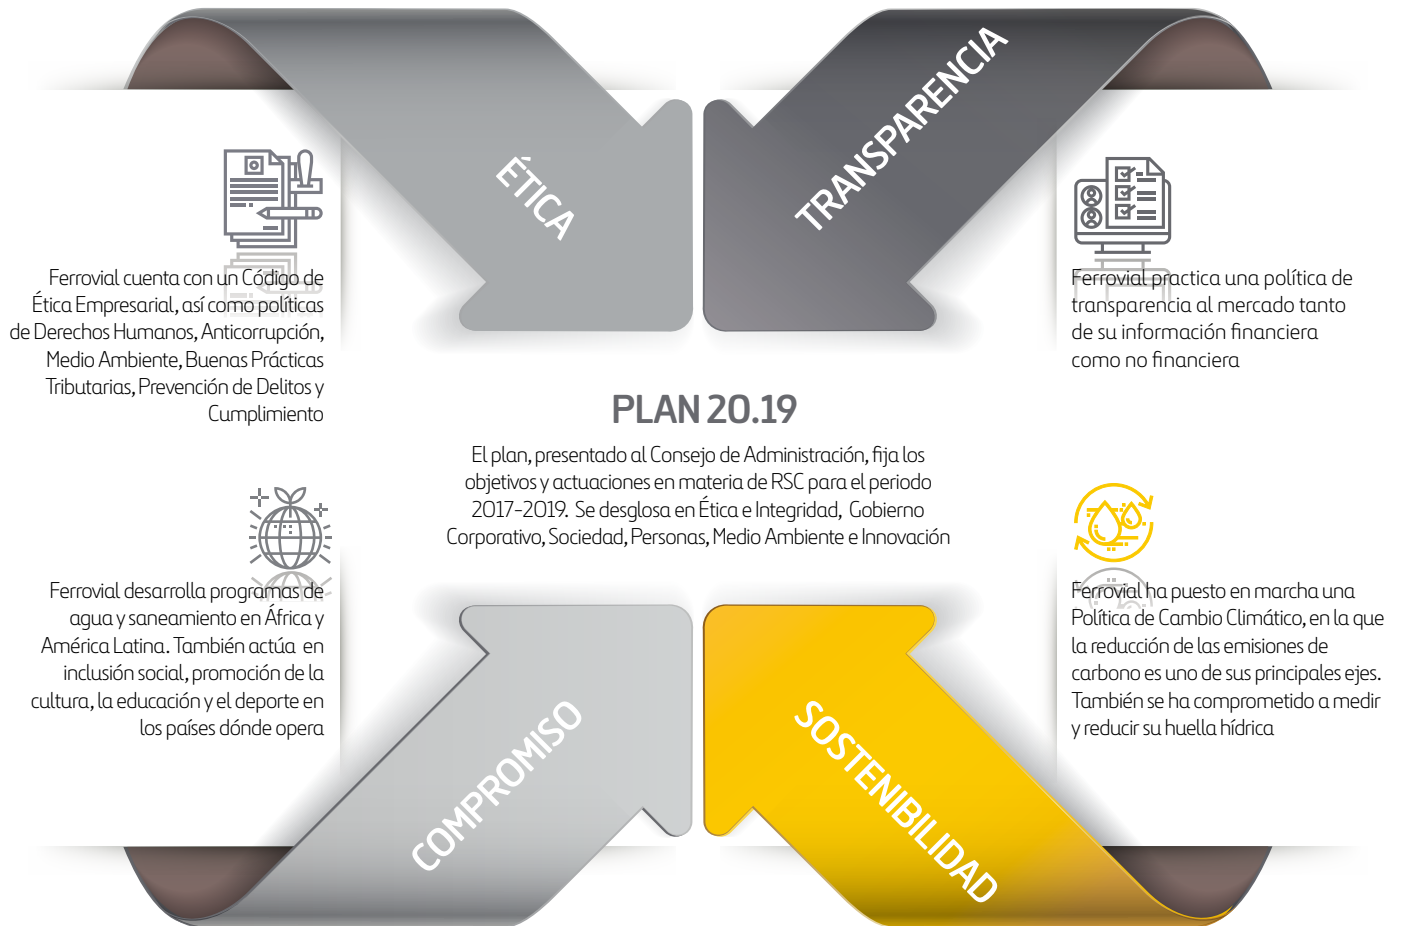 ÉTICA
Ferrovial cuenta con un Código de
Ética Empresarial, así como políticas
de Derechos Humanos, Anticorrupción,
Medio Ambiente, Buenas Prácticas
Tributarias, Prevención de Delitos y
Cumplimiento
TRANSPARENCIA
Ferrovial practica una política de
transparencia al mercado tanto
de su información financiera
como no financiera
PLAN 20.19
El plan, presentado al Consejo de Administración, fija los
objetivos y actuaciones en materia de RSC para el periodo
2017-2019. Se desglosa en Ética e Integridad, Gobierno
Corporativo, Sociedad, Personas, Medio Ambiente e Innovación
Ferrovial desarrolla programas de
agua y saneamiento en África y
América Latina. También actúa en
inclusión social, promoción de la
cultura, la educación y el deporte en
los países dónde opera
COMPROMISO
Ferrovial ha puesto en marcha una
Política de Cambio Climático, en la que
la reducción de las emisiones de
carbono es uno de sus principales ejes.
También se ha comprometido a medir
y reducir su huella hídrica
SOSTENIBILIDAD